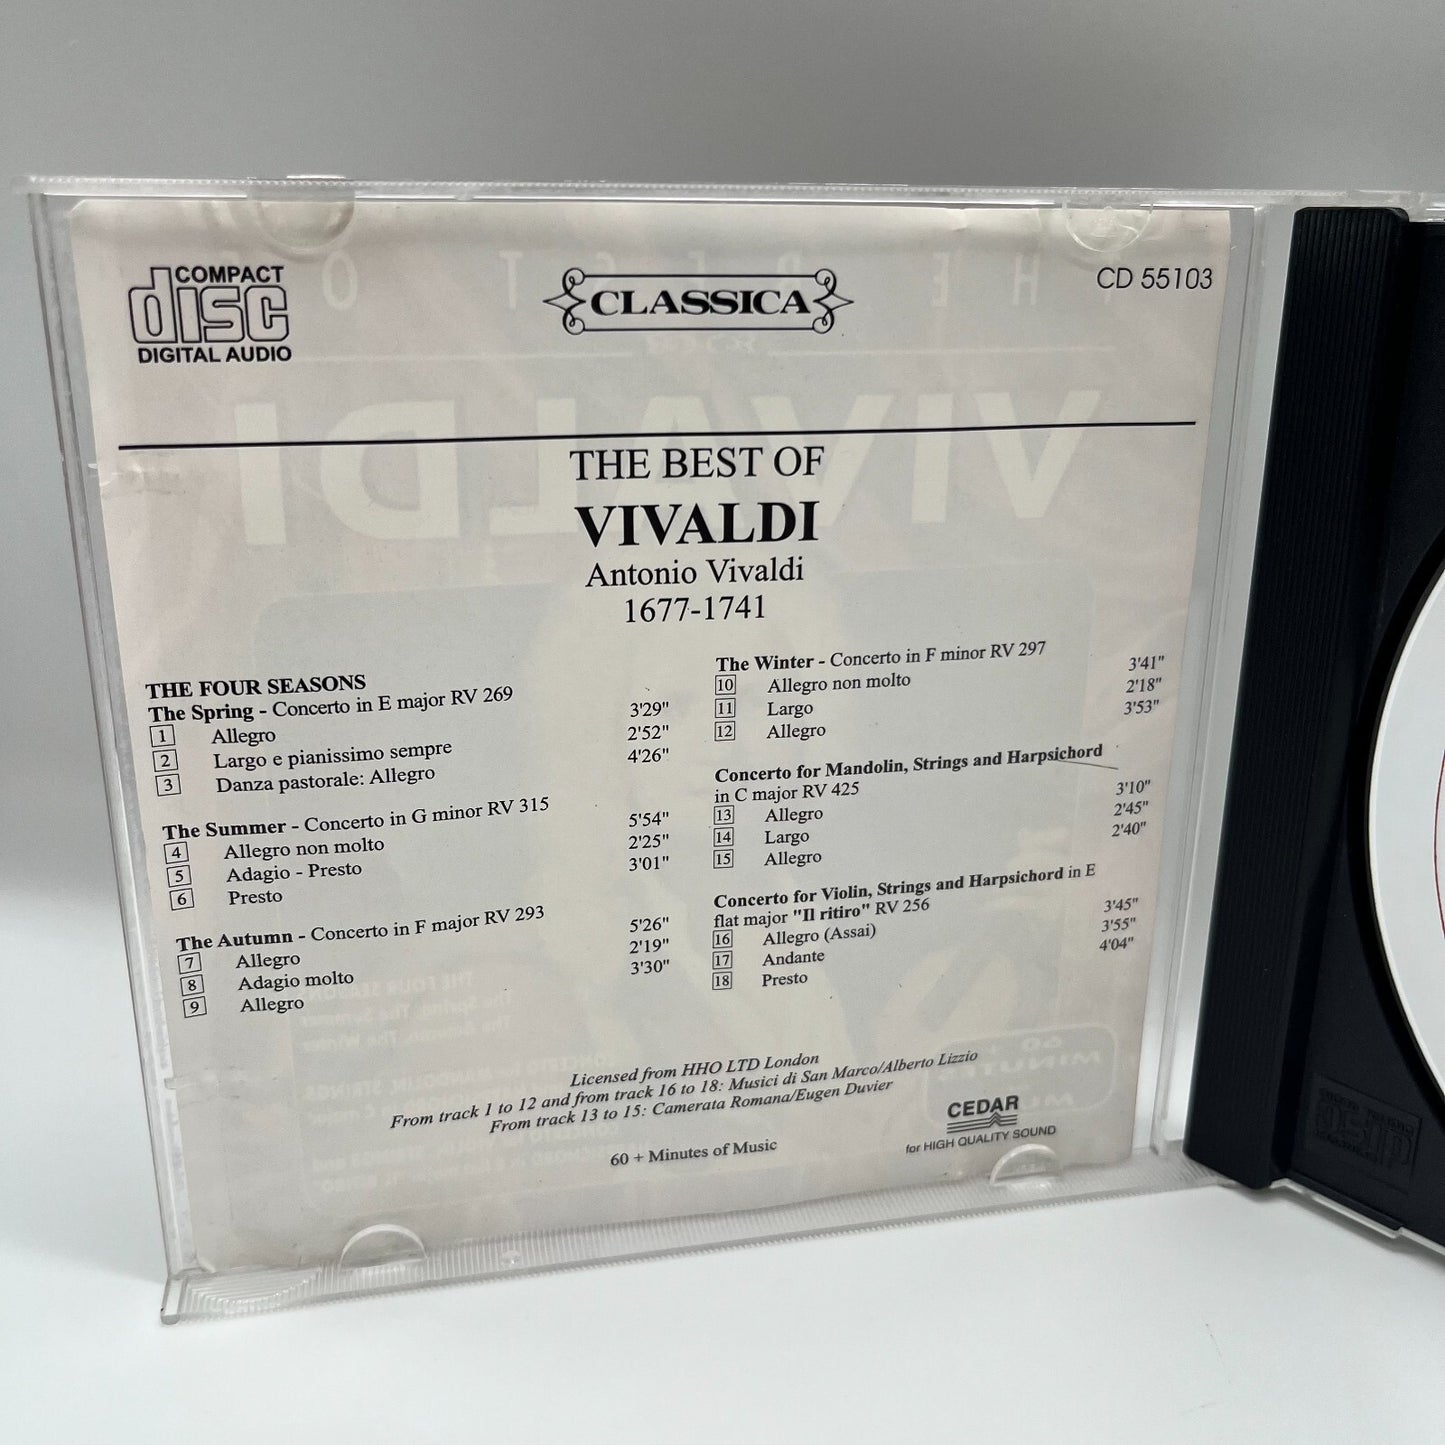 COMPACT
disc
DIGITAL AUDIO
CLASSICA
CD 55103
THE BEST OF
VIVALDI
Antonio Vivaldi
1677-1741
THE FOUR SEASONS
The Spring - Concerto in E major RV 269
1 Allegro 3'29"
2 Largo e pianissimo sempre 2'52"
3 Danza pastorale: Allegro 4'26"
The Summer - Concerto in G minor RV 315
4 Allegro non molto 5'54"
5 Adagio - Presto 2'25"
6 Presto 3'01"
The Autumn - Concerto in F major RV 293
7 Allegro 5'26"
8 Adagio molto 2'19"
9 Allegro 3'30"
The Winter - Concerto in F minor RV 297
10 Allegro non molto 3'41"
11 Largo 2'18"
12 Allegro 3'53"
Concerto for Mandolin, Strings and Harpsichord
in C major RV 425
13 Allegro 3'10"
14 Largo 2'45"
15 Allegro 2'40"
Concerto for Violin, Strings and Harpsichord in E
flat major "Il ritiro" RV 256
16 Allegro (Assai) 3'45"
17 Andante 3'55"
18 Presto 4'04"
Licensed from HHO LTD London
From track 1 to 12 and from track 16 to 18: Musici di San Marco/Alberto Lizzio
From track 13 to 15: Camerata Romana/Eugen Duvier
60 + Minutes of Music
CEDAR
for HIGH QUALITY SOUND